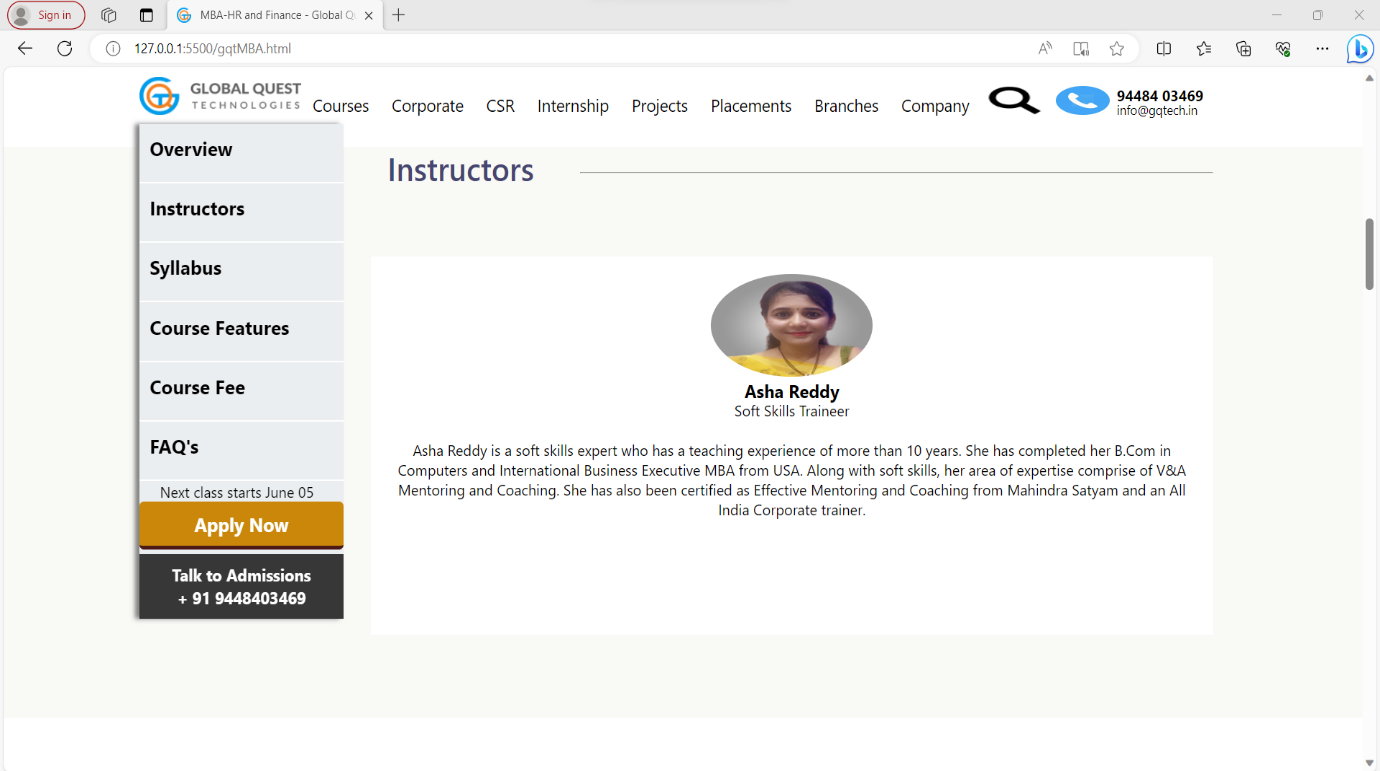 Sign in
MBA-HR and Finance - Global Q
127.0.0.1:5500/gqtMBA.html
GLOBAL QUEST
TECHNOLOGIES
Courses Corporate CSR Internship Projects Placements Branches Company
94484 03469
info@gqtech.in
Overview
Instructors
Syllabus
Course Features
Course Fee
FAQ's
Next class starts June 05
Apply Now
Talk to Admissions
+ 91 9448403469
Instructors
Asha Reddy
Soft Skills Traineer
Asha Reddy is a soft skills expert who has a teaching experience of more than 10 years. She has completed her B.Com in
Computers and International Business Executive MBA from USA. Along with soft skills, her area of expertise comprise of V&A
Mentoring and Coaching. She has also been certified as Effective Mentoring and Coaching from Mahindra Satyam and an All
India Corporate trainer.